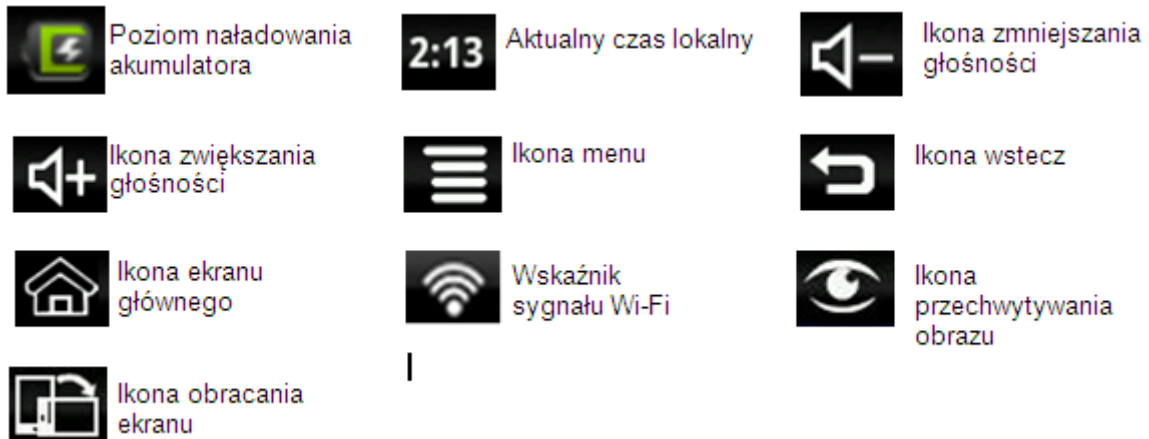 Poziom naładowania
akumulatora
2:13
Aktualny czas lokalny
Ikona zmniejszania
głośności
Ikona zwiększania
głośności
Ikona menu
Ikona wstecz
Ikona ekranu
głównego
Wskaźnik
sygnału Wi-Fi
Ikona
przechwytywania
obrazu
Ikona obracania
ekranu